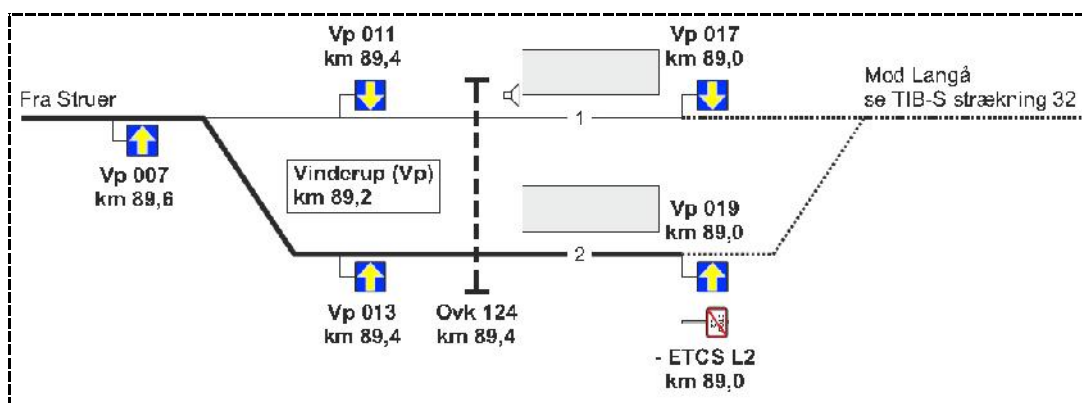 Vp 011
km 89,4
Vp 017
km 89,0
Mod Langå
se TIB-S strækning 32
Fra Struer
1
Vp 007
km 89,6
Vinderup (Vp)
km 89,2
Vp 019
km 89,0
2
Vp 013
km 89,4
Ovk 124
km 89,4
- ETCS L2
km 89,0